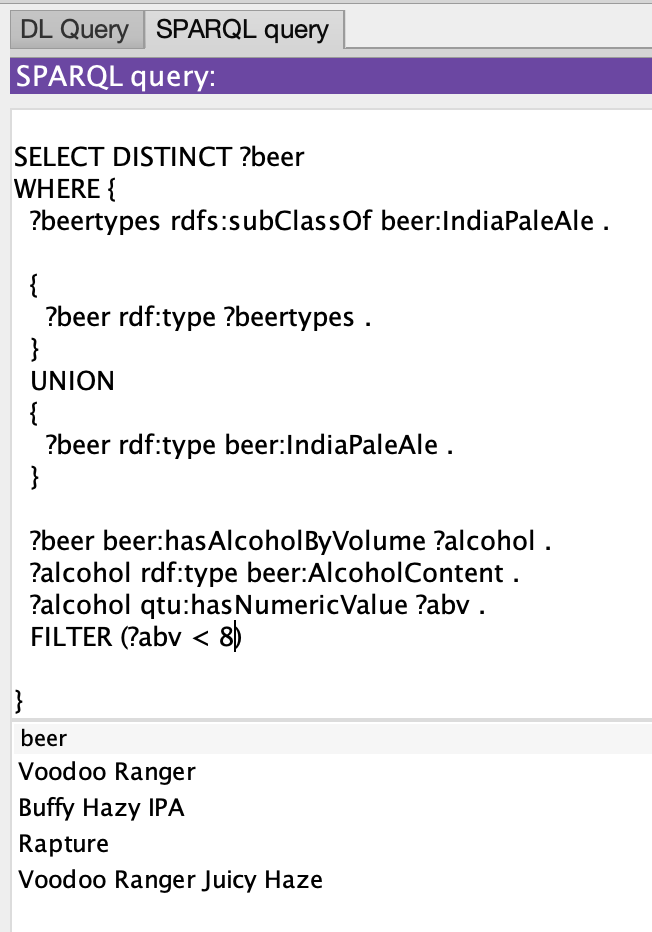 DL Query SPARQL query
SPARQL query:
SELECT DISTINCT ?beer
WHERE {
?beertypes rdfs:subClassOf beer:IndiaPaleAle .
{
?beer rdf:type ?beertypes .
}
UNION
{
?beer rdf:type beer:IndiaPaleAle .
}
?beer beer:hasAlcoholByVolume ?alcohol .
?alcohol rdf:type beer:AlcoholContent .
?alcohol qtu:hasNumericValue ?abv .
FILTER (?abv < 8)
}
beer
Voodoo Ranger
Buffy Hazy IPA
Rapture
Voodoo Ranger Juicy Haze